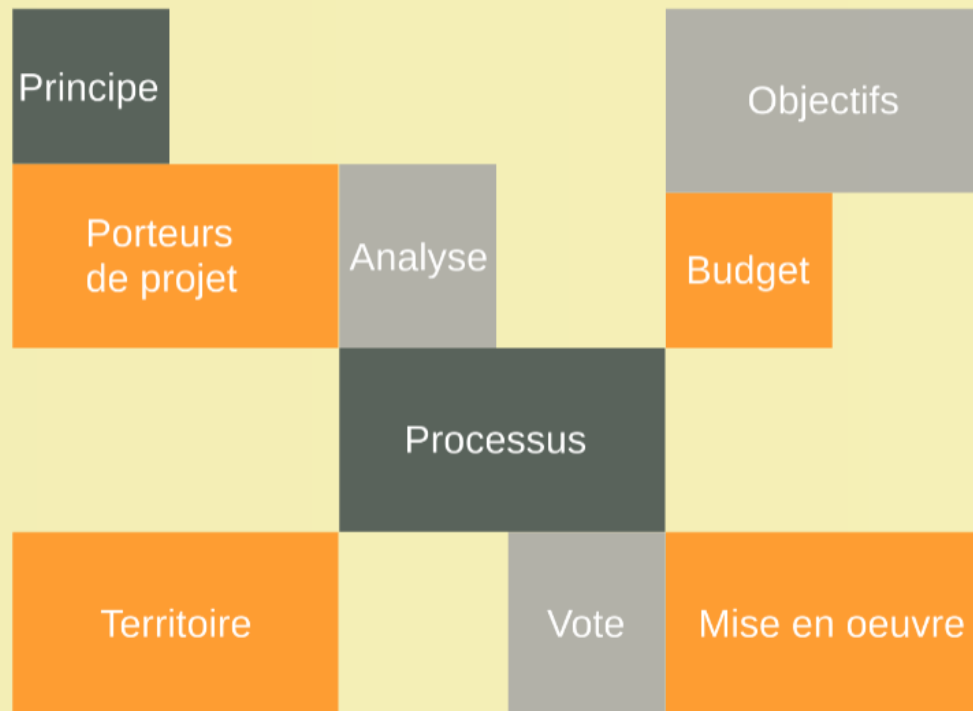 Principe
Objectifs
Porteurs
de projet
Analyse
Budget
Processus
Territoire
Vote
Mise en oeuvre